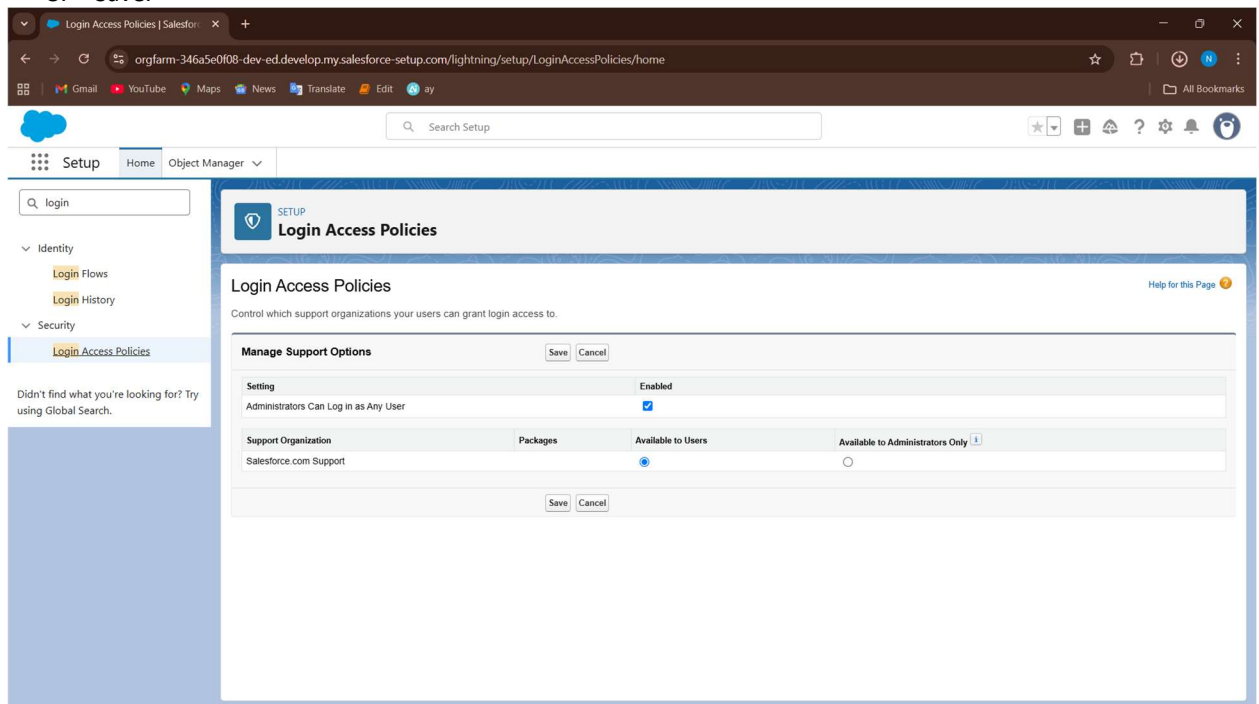 Login Access Policies | Salesforc
orgfarm-346a5e0f08-dev-ed.develop.my.salesforce-setup.com/lightning/setup/LoginAccessPolicies/home
N
Gmail YouTube Maps News Translate Edit ay All Bookmarks
Search Setup
Setup Home Object Manager
login
SETUP
Login Access Policies
Identity
Login Flows
Login History
Security
Login Access Policies
Didn't find what you're looking for? Try
using Global Search.
Login Access Policies
Help for this Page
Control which support organizations your users can grant login access to.
Manage Support Options Save Cancel
Setting Enabled
Administrators Can Log in as Any User
Support Organization Packages Available to Users Available to Administrators Only i
Salesforce.com Support
Save Cancel